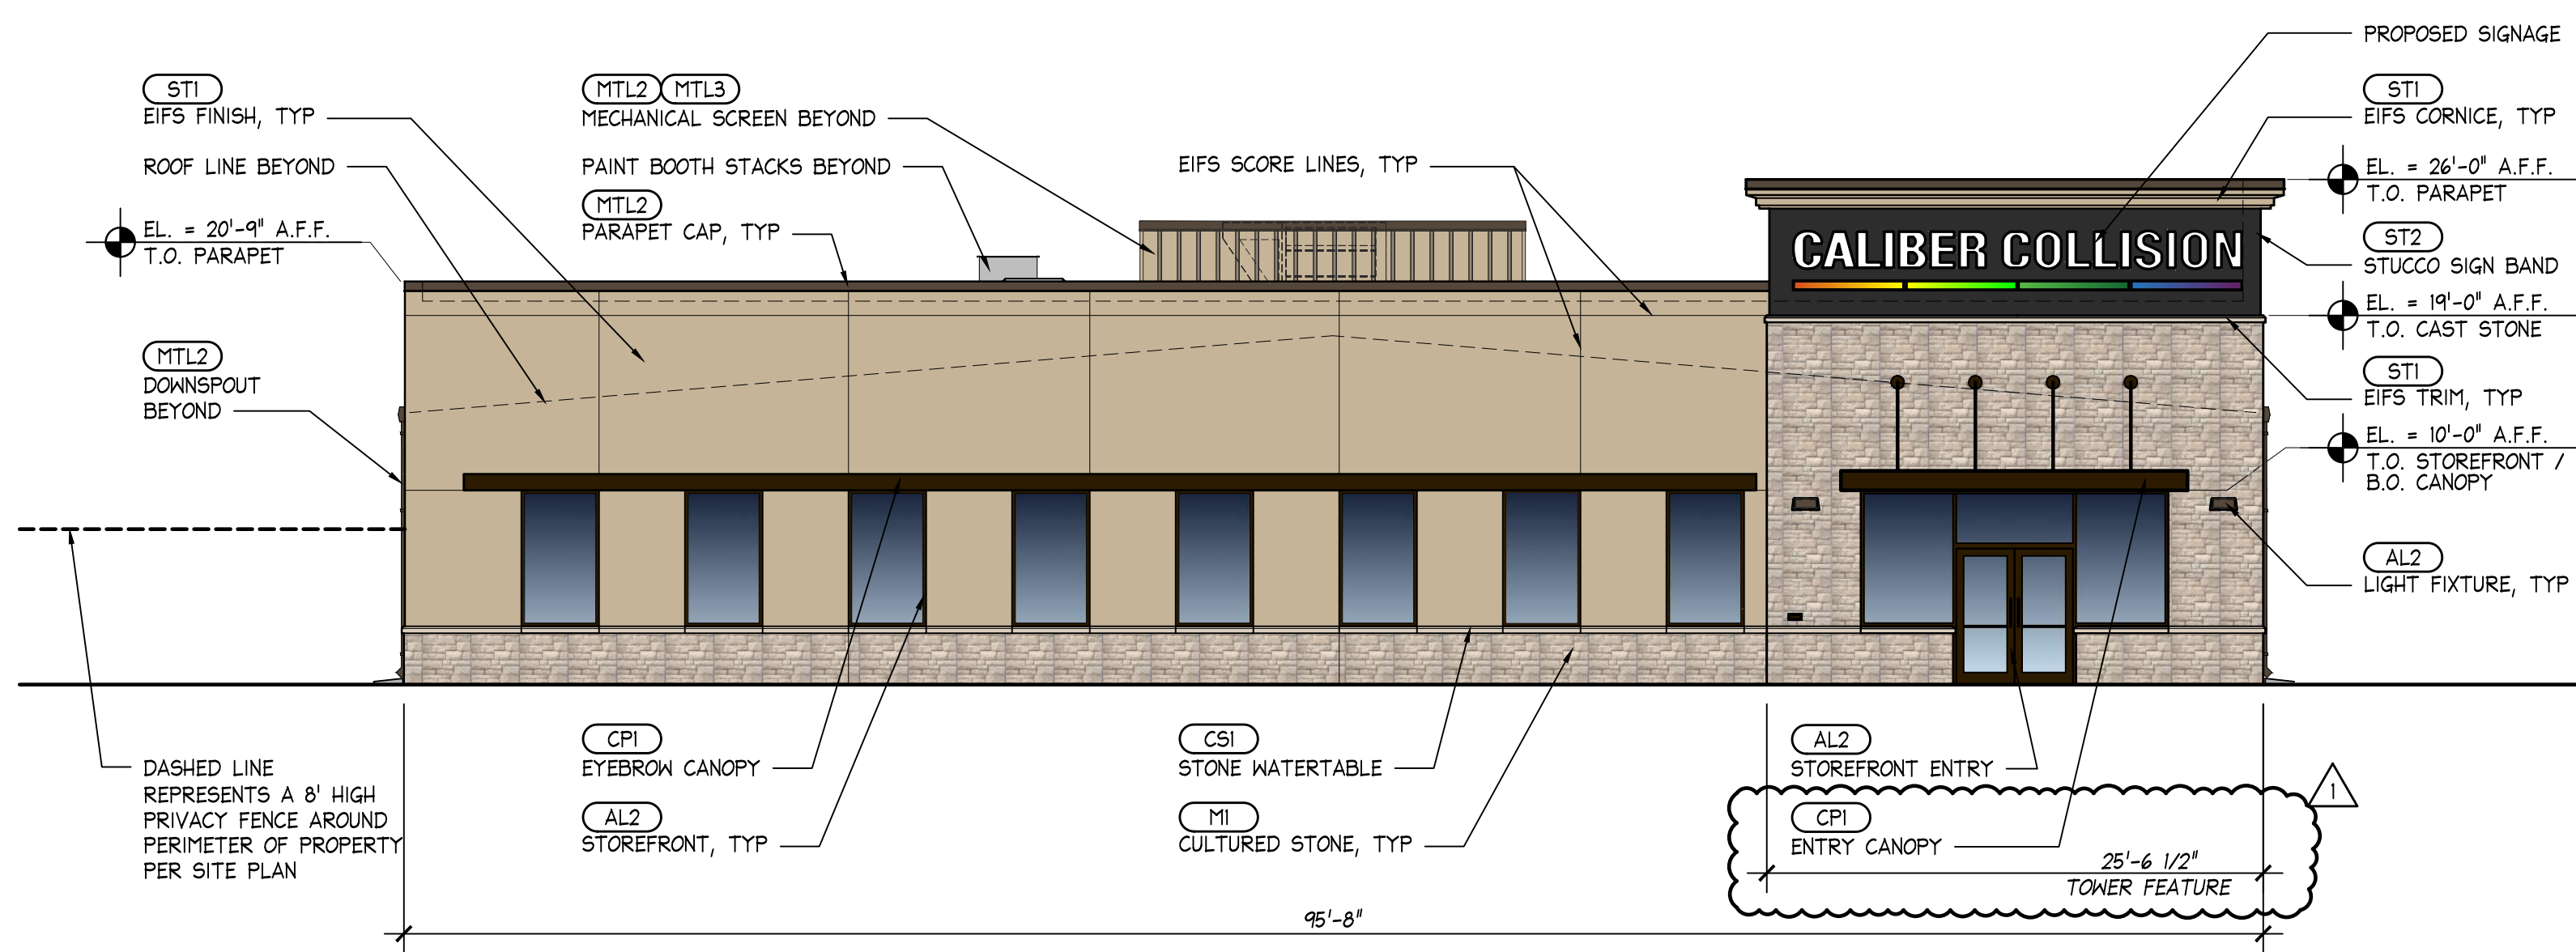 ST1
EIFS FINISH, TYP
ROOF LINE BEYOND
EL. = 20'-9" A.F.F.
T.O. PARAPET
MTL2
DOWNSPOUT
BEYOND
DASHED LINE
REPRESENTS A 8' HIGH
PRIVACY FENCE AROUND
PERIMETER OF PROPERTY
PER SITE PLAN
MTL2 MTL3
MECHANICAL SCREEN BEYOND
PAINT BOOTH STACKS BEYOND
MTL2
PARAPET CAP, TYP
EIFS SCORE LINES, TYP
CALIBER COLLISION
PROPOSED SIGNAGE
ST1
EIFS CORNICE, TYP
EL. = 26'-0" A.F.F.
T.O. PARAPET
ST2
STUCCO SIGN BAND
EL. = 19'-0" A.F.F.
T.O. CAST STONE
ST1
EIFS TRIM, TYP
EL. = 10'-0" A.F.F.
T.O. STOREFRONT /
B.O. CANOPY
AL2
LIGHT FIXTURE, TYP
CP1
EYEBROW CANOPY
AL2
STOREFRONT, TYP
CS1
STONE WATERTABLE
M1
CULTURED STONE, TYP
AL2
STOREFRONT ENTRY
CP1
ENTRY CANOPY
1
25'-6 1/2"
TOWER FEATURE
95'-8"